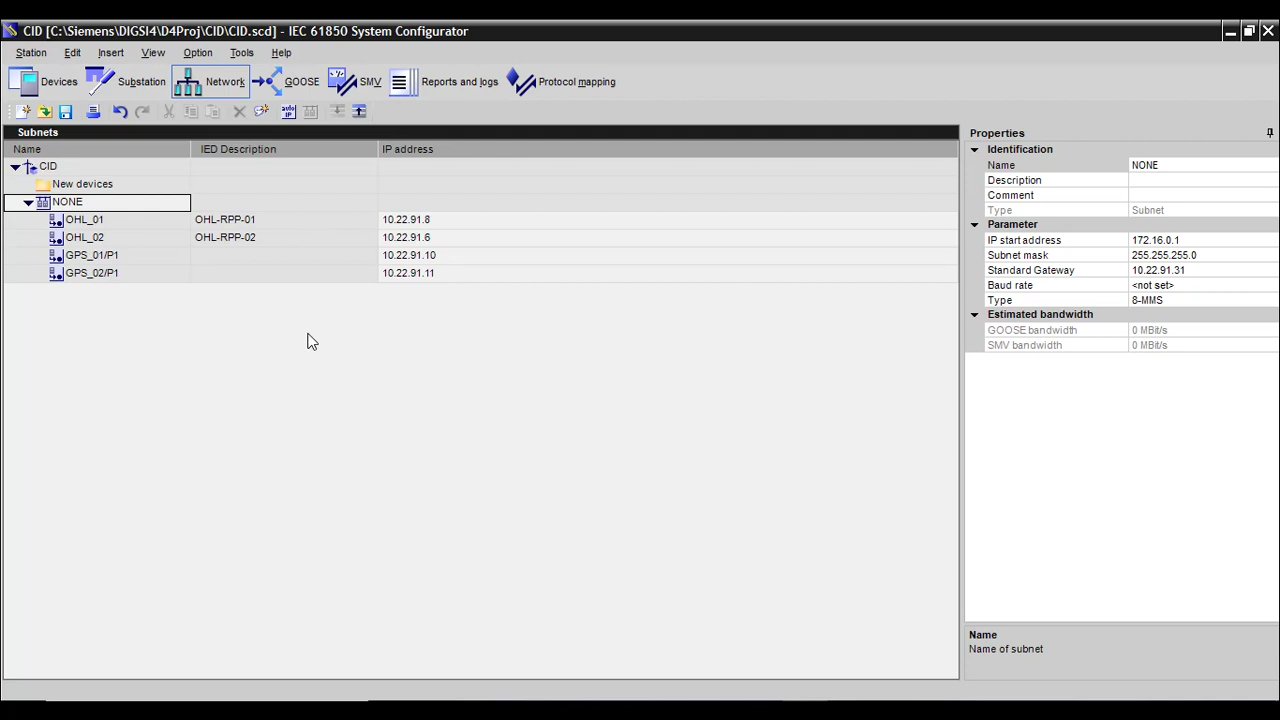 CID [C:\Siemens\DIGSI4\D4Proj\CID\CID.scd] - IEC 61850 System Configurator
Station Edit Insert View Option Tools Help
Devices Substation Network GOOSE SMV Reports and logs Protocol mapping
auto IP
Subnets
Name IED Description IP address
CID
New devices
NONE
OHL_01 OHL-RPP-01 10.22.91.8
OHL_02 OHL-RPP-02 10.22.91.6
GPS_01/P1 10.22.91.10
GPS_02/P1 10.22.91.11
Properties
Identification
Name NONE
Description
Comment
Type Subnet
Parameter
IP start address 172.16.0.1
Subnet mask 255.255.255.0
Standard Gateway 10.22.91.31
Baud rate <not set>
Type 8-MMS
Estimated bandwidth
GOOSE bandwidth 0 MBit/s
SMV bandwidth 0 MBit/s
Name
Name of subnet